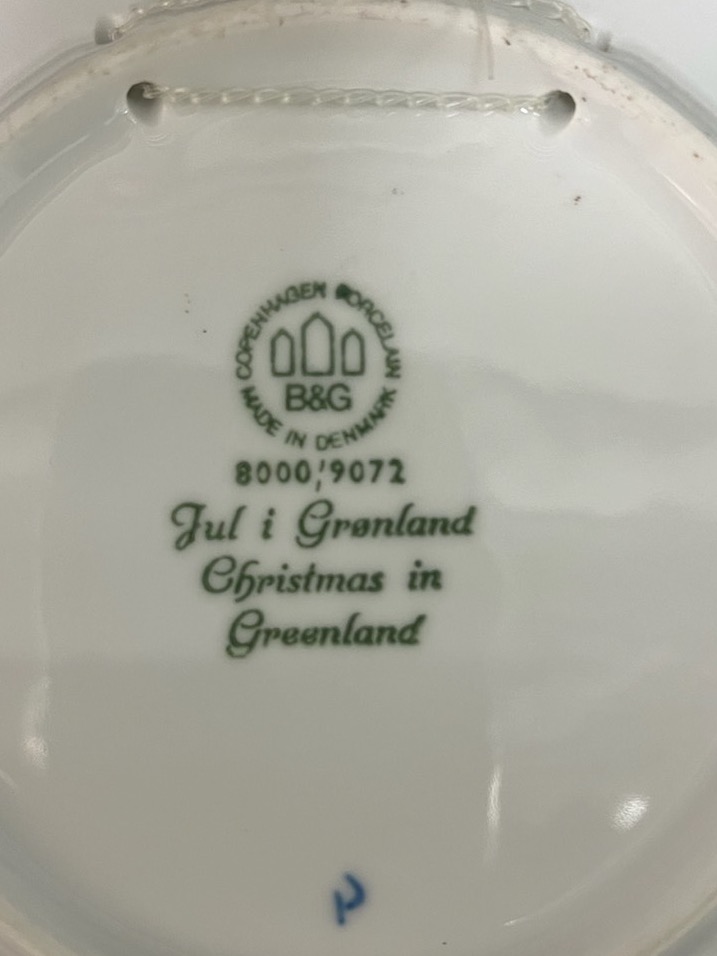 COPENHAGEN PORCELAIN
B&G
MADE IN DENMARK
8000/9072
Jul i Grønland
Christmas in
Greenland